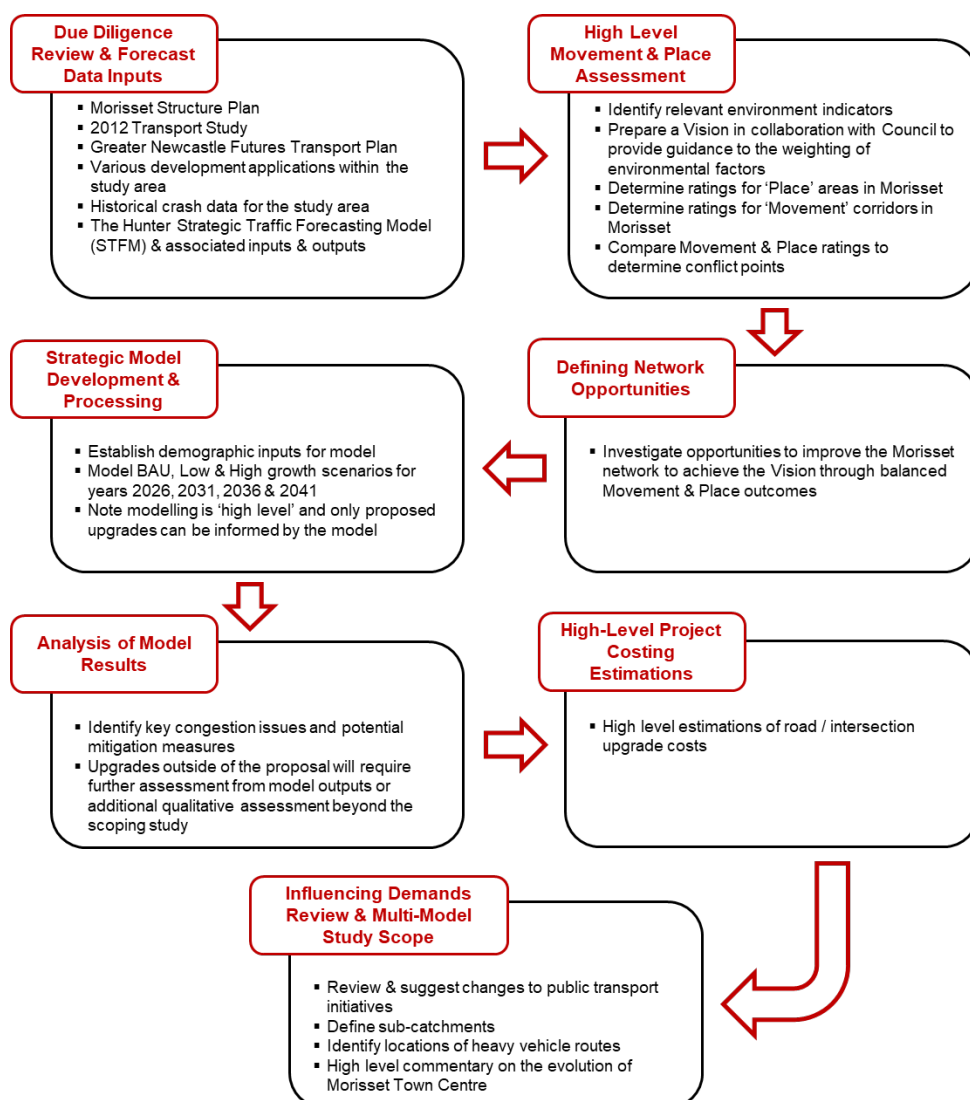 Due Diligence
Review & Forecast
Data Inputs
▪ Morisset Structure Plan
▪ 2012 Transport Study
▪ Greater Newcastle Futures Transport Plan
▪ Various development applications within the
study area
▪ Historical crash data for the study area
▪ The Hunter Strategic Traffic Forecasting Model
(STFM) & associated inputs & outputs
High Level
Movement & Place
Assessment
▪ Identify relevant environment indicators
▪ Prepare a Vision in collaboration with Council to
provide guidance to the weighting of
environmental factors
▪ Determine ratings for ‘Place’ areas in Morisset
▪ Determine ratings for ‘Movement’ corridors in
Morisset
▪ Compare Movement & Place ratings to
determine conflict points
Defining Network
Opportunities
▪ Investigate opportunities to improve the Morisset
network to achieve the Vision through balanced
Movement & Place outcomes
Strategic Model
Development &
Processing
▪ Establish demographic inputs for model
▪ Model BAU, Low & High growth scenarios for
years 2026, 2031, 2036 & 2041
▪ Note modelling is ‘high level’ and only proposed
upgrades can be informed by the model
Analysis of Model
Results
▪ Identify key congestion issues and potential
mitigation measures
▪ Upgrades outside of the proposal will require
further assessment from model outputs or
additional qualitative assessment beyond the
scoping study
High-Level Project
Costing
Estimations
▪ High level estimations of road / intersection
upgrade costs
Influencing Demands
Review & Multi-Model
Study Scope
▪ Review & suggest changes to public transport
initiatives
▪ Define sub-catchments
▪ Identify locations of heavy vehicle routes
▪ High level commentary on the evolution of
Morisset Town Centre